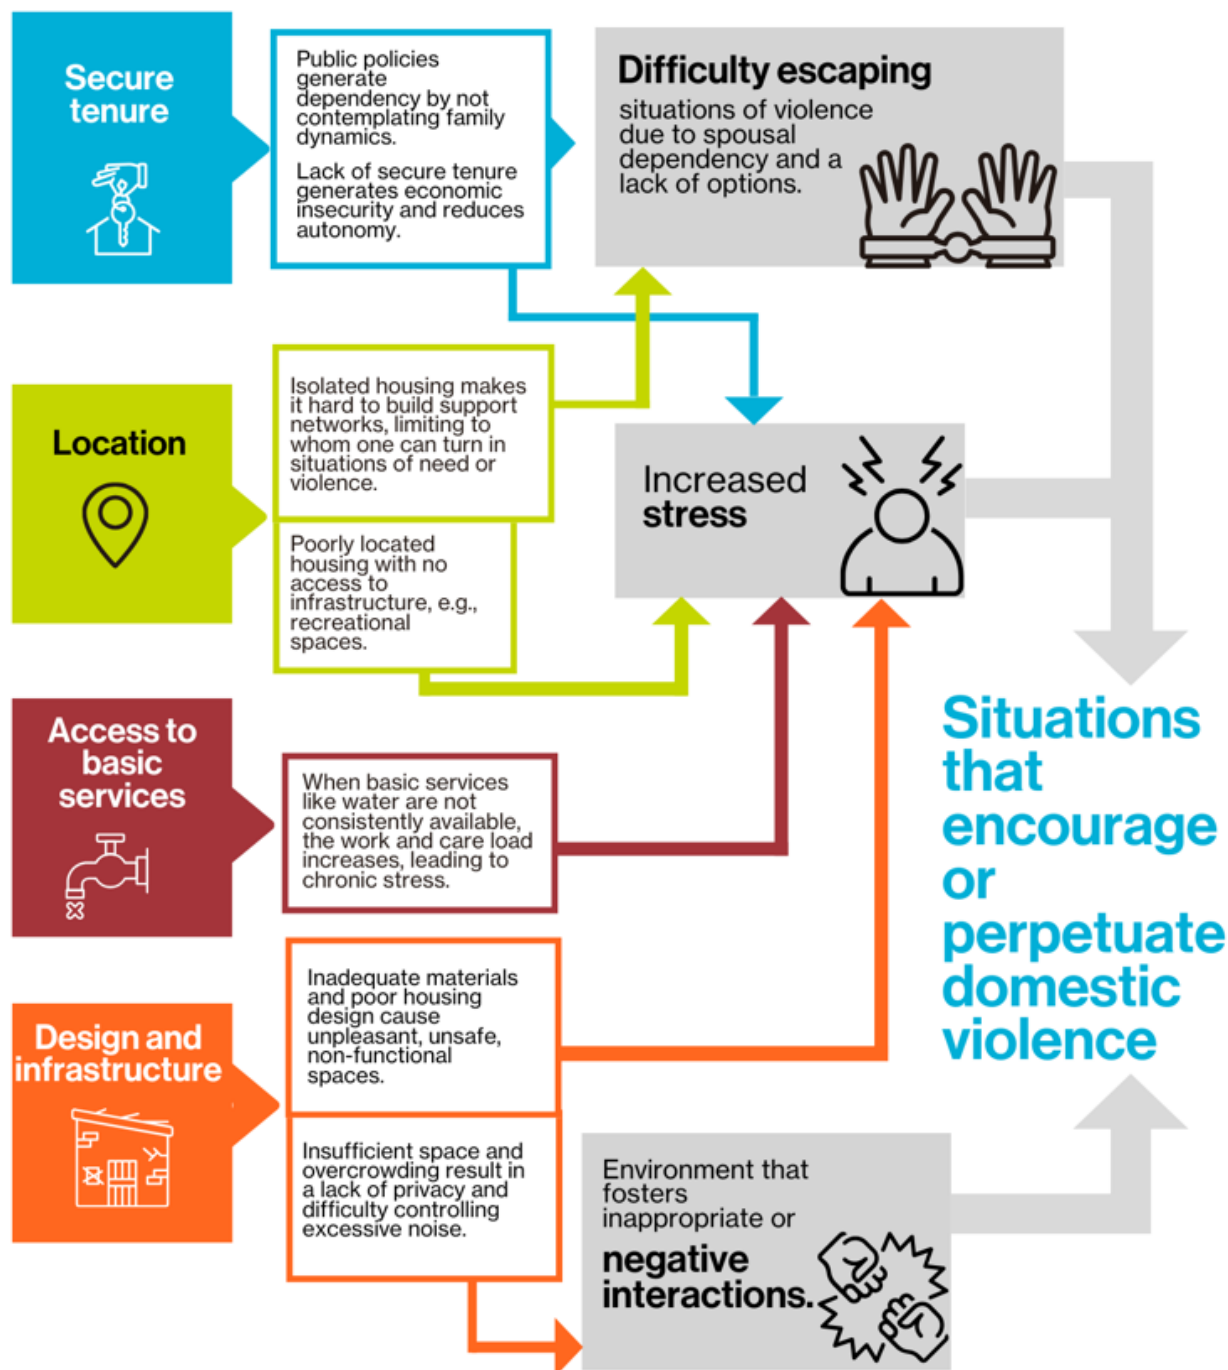 Secure
tenure
Public policies
generate
dependency by not
contemplating family
dynamics.
Lack of secure tenure
generates economic
insecurity and reduces
autonomy.
Difficulty escaping
situations of violence
due to spousal
dependency and a
lack of options.
Location
Isolated housing makes
it hard to build support
networks, limiting to
whom one can turn in
situations of need or
violence.
Poorly located
housing with no
access to
infrastructure, e.g.,
recreational
spaces.
Increased
stress
Access to
basic
services
When basic services
like water are not
consistently available,
the work and care load
increases, leading to
chronic stress.
Design and
infrastructure
Inadequate materials
and poor housing
design cause
unpleasant, unsafe,
non-functional
spaces.
Insufficient space and
overcrowding result in
a lack of privacy and
difficulty controlling
excessive noise.
Environment that
fosters
inappropriate or
negative
interactions.
Situations
that
encourage
or
perpetuate
domestic
violence